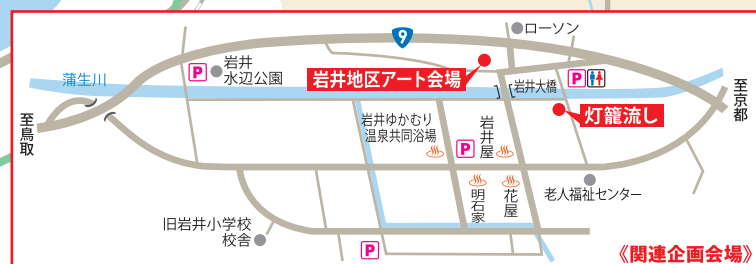 ローソン
9
岩井
水辺公園
P
蒲生川
岩井地区アート会場
岩井大橋
P
至京都
至鳥取
灯籠流し
岩井ゆかむり
温泉共同浴場
岩井屋
P
明石家
花屋
老人福祉センター
旧岩井小学校
校舎
P
《関連企画会場》